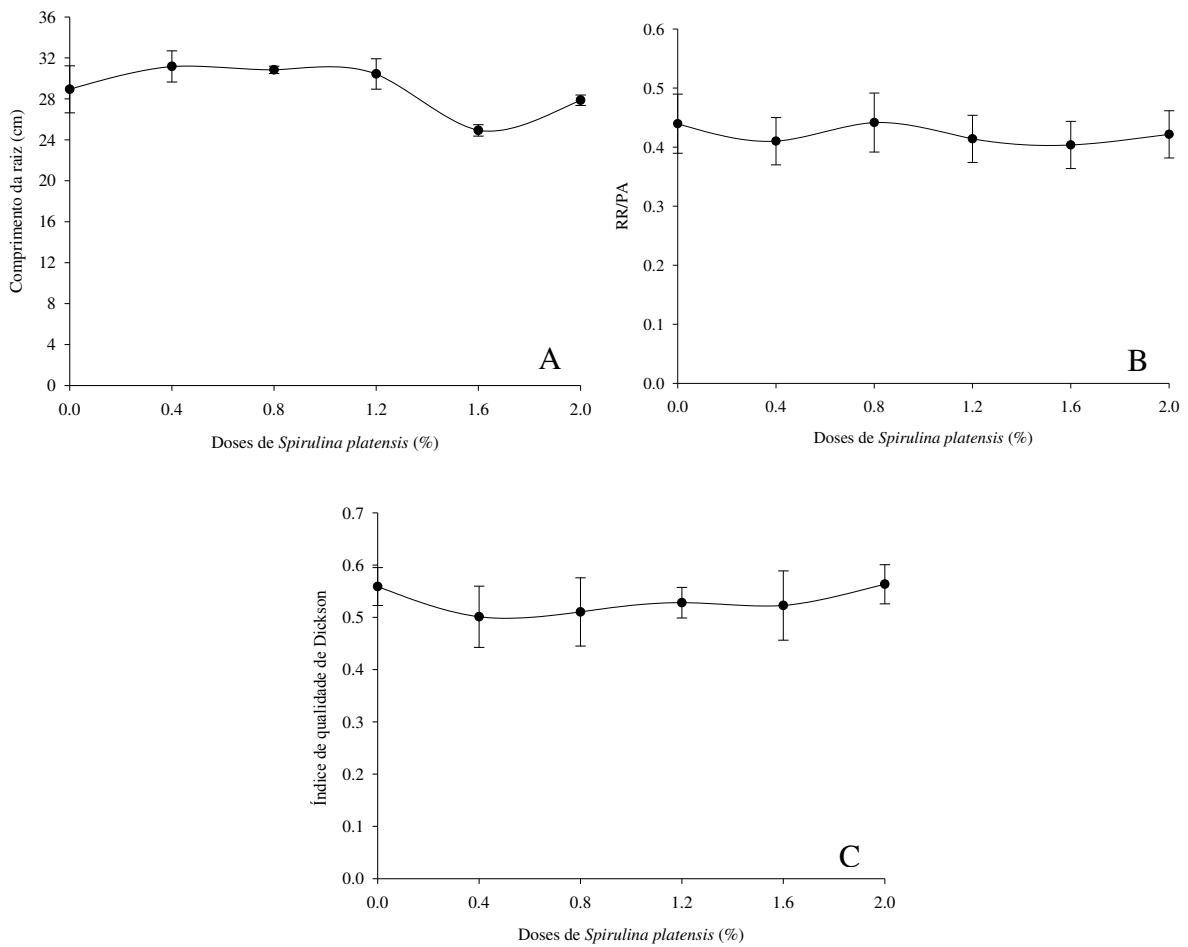 36
32
28
24
20
16
12
8
4
0
Comprimento da raiz (cm)
0.0 0.4 0.8 1.2 1.6 2.0
Doses de Spirulina platensis (%)
A
0.6
0.5
0.4
0.3
0.2
0.1
0.0
RR/PA
0.0 0.4 0.8 1.2 1.6 2.0
Doses de Spirulina platensis (%)
B
0.7
0.6
0.5
0.4
0.3
0.2
0.1
0.0
Índice de qualidade de Dickson
0.0 0.4 0.8 1.2 1.6 2.0
Doses de Spirulina platensis (%)
C